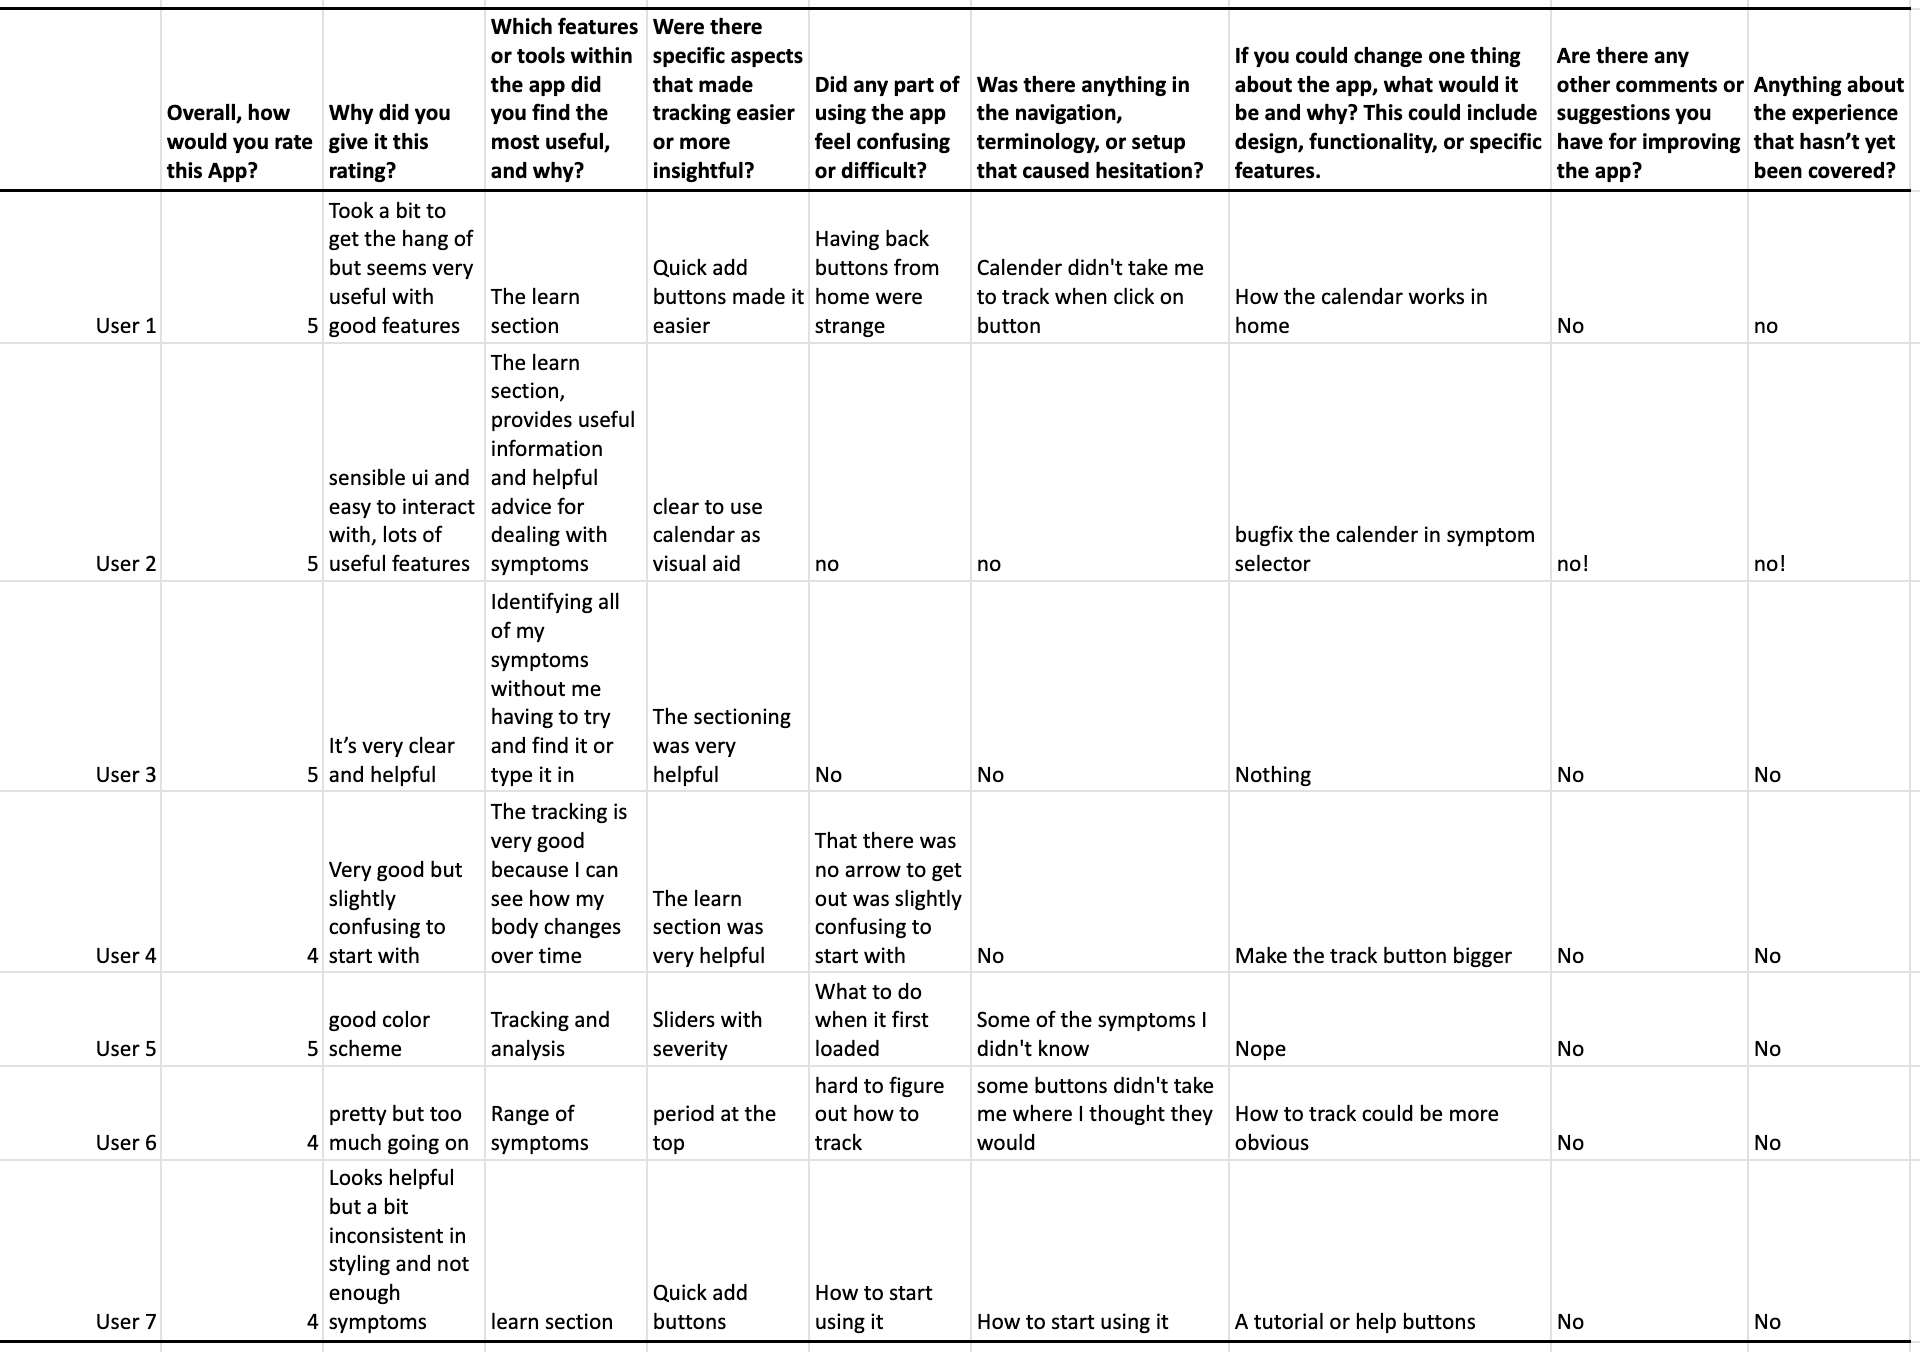 Overall, how
would you rate
this App?
Why did you
give it this
rating?
Which features
or tools within
the app did
you find the
most useful,
and why?
Were there
specific aspects
that made
tracking easier
or more
insightful?
Did any part of
using the app
feel confusing
or difficult?
Was there anything in
the navigation,
terminology, or setup
that caused hesitation?
If you could change one thing
about the app, what would it
be and why? This could include
design, functionality, or specific
features.
Are there any
other comments or
suggestions you
have for improving
the app?
Anything about
the experience
that hasn’t yet
been covered?
User 1
5
Took a bit to
get the hang of
but seems very
useful with
good features
The learn
section
Quick add
buttons made it
easier
Having back
buttons from
home were
strange
Calender didn't take me
to track when click on
button
How the calendar works in
home
No
no
User 2
5
sensible ui and
easy to interact
with, lots of
useful features
The learn
section,
provides useful
information
and helpful
advice for
dealing with
symptoms
clear to use
calendar as
visual aid
no
no
bugfix the calender in symptom
selector
no!
no!
User 3
5
It’s very clear
and helpful
Identifying all
of my
symptoms
without me
having to try
and find it or
type it in
The sectioning
was very
helpful
No
No
Nothing
No
No
User 4
4
Very good but
slightly
confusing to
start with
The tracking is
very good
because I can
see how my
body changes
over time
The learn
section was
very helpful
That there was
no arrow to get
out was slightly
confusing to
start with
No
Make the track button bigger
No
No
User 5
5
good color
scheme
Tracking and
analysis
Sliders with
severity
What to do
when it first
loaded
Some of the symptoms I
didn't know
Nope
No
No
User 6
4
pretty but too
much going on
Range of
symptoms
period at the
top
hard to figure
out how to
track
some buttons didn't take
me where I thought they
would
How to track could be more
obvious
No
No
User 7
4
Looks helpful
but a bit
inconsistent in
styling and not
enough
symptoms
learn section
Quick add
buttons
How to start
using it
How to start using it
A tutorial or help buttons
No
No